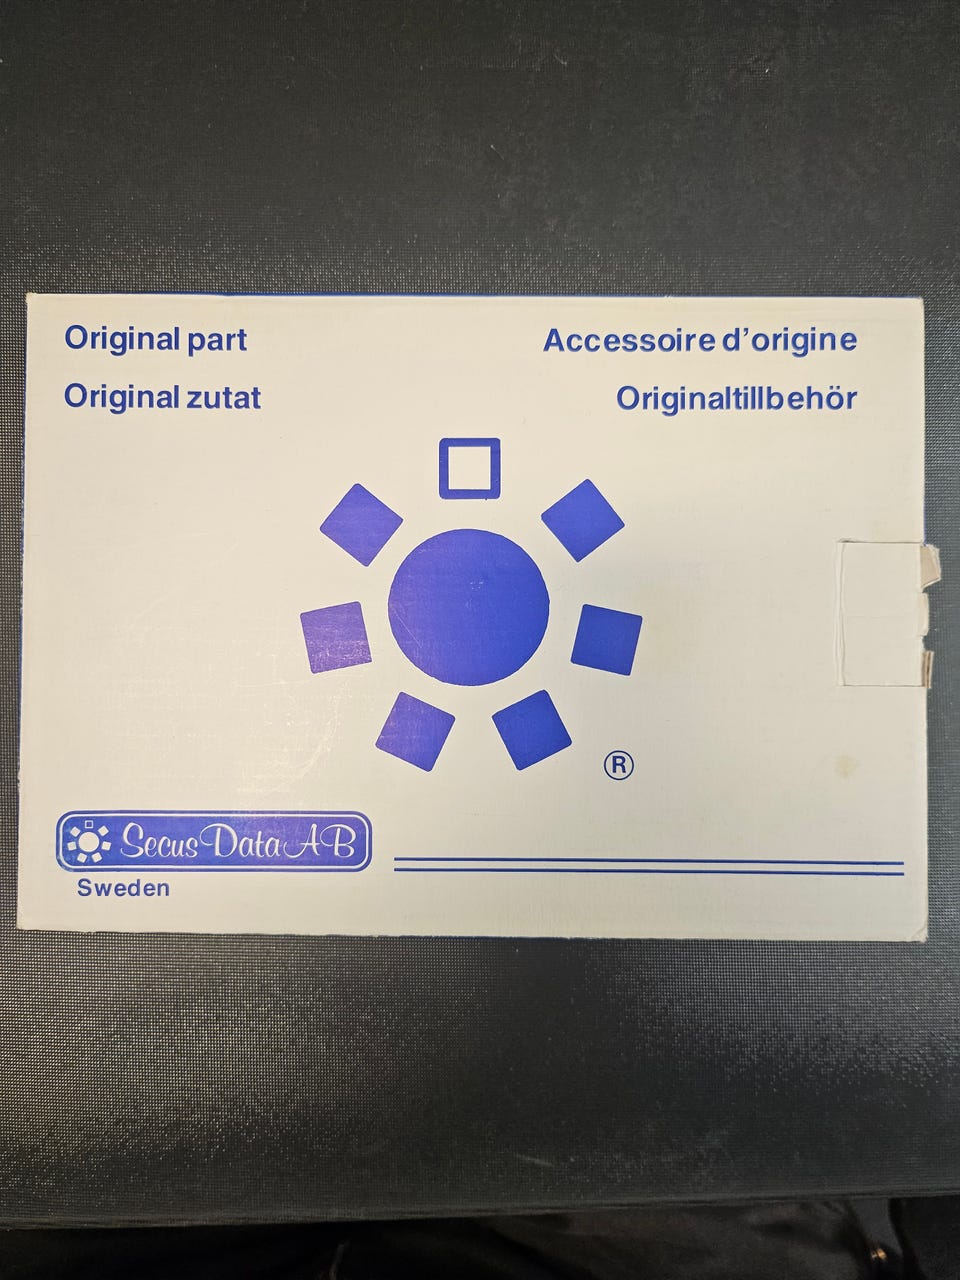 Original part
Accessoire d'origine
Original zutat
Originaltillbehör
®
Secus Data AB
Sweden